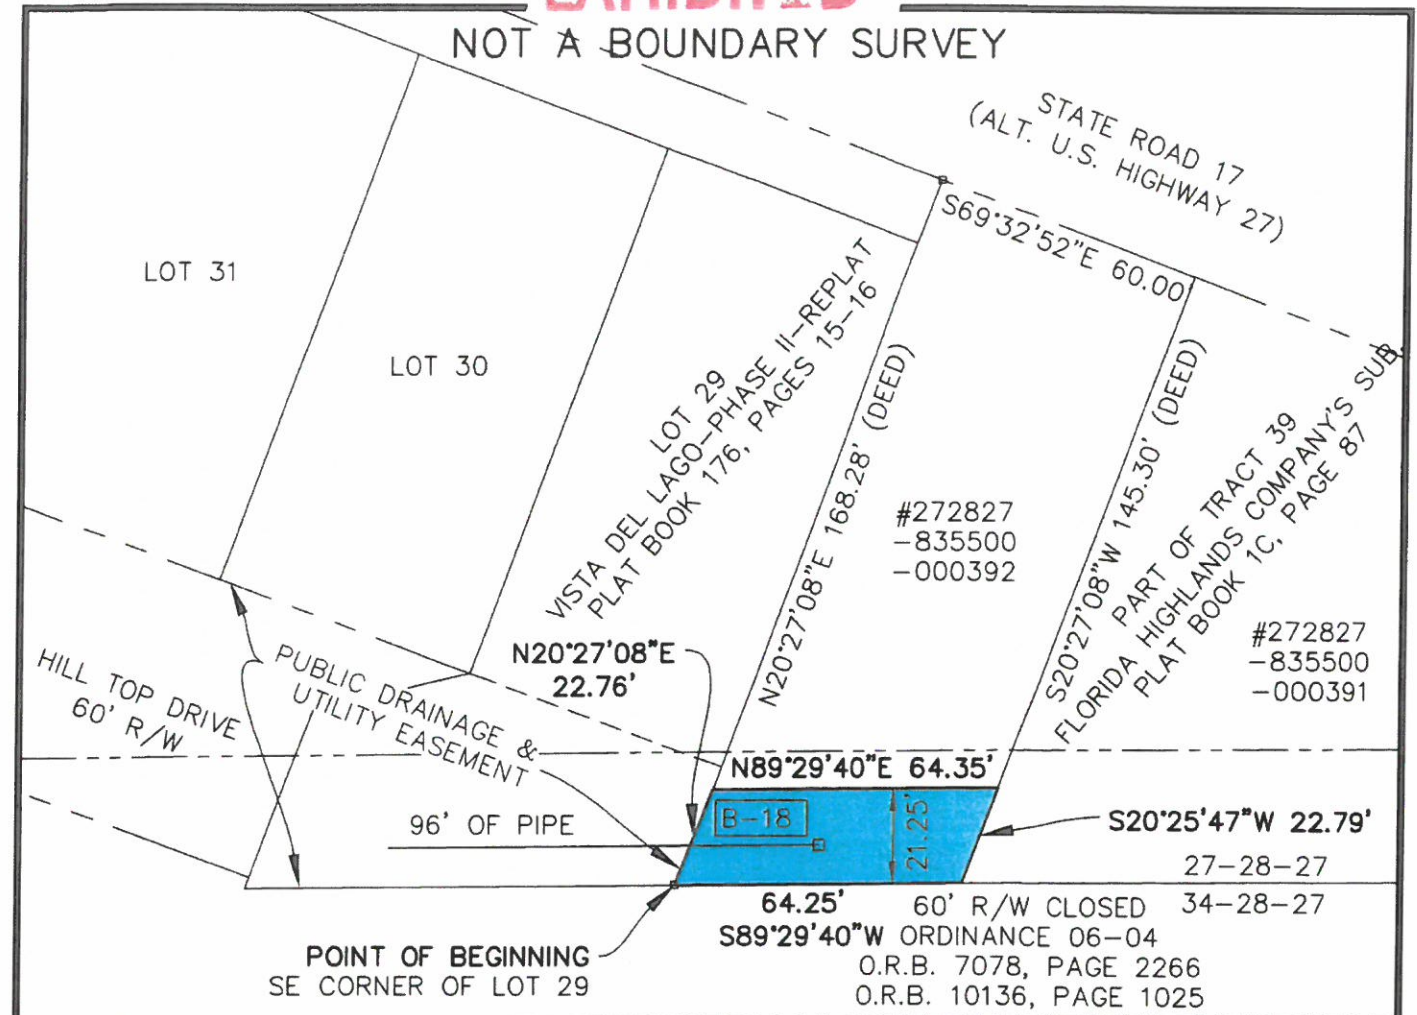 NOT A BOUNDARY SURVEY
STATE ROAD 17
(ALT. U.S. HIGHWAY 27)
S69°32'52"E 60.00'
LOT 31
LOT 30
LOT 29
VISTA DEL LAGO-PHASE II-REPLAT
PLAT BOOK 176, PAGES 15-16
N20°27'08"E 168.28' (DEED)
#272827
-835500
-000392
S20°27'08"W 145.30' (DEED)
PART OF TRACT 39
FLORIDA HIGHLANDS COMPANY'S SUB.
PLAT BOOK 1C, PAGE 87
#272827
-835500
-000391
HILL TOP DRIVE
60' R/W
PUBLIC DRAINAGE &
UTILITY EASEMENT
N20°27'08"E
22.76'
N89°29'40"E 64.35'
B-18
21.25'
96' OF PIPE
S20°25'47"W 22.79'
27-28-27
34-28-27
64.25'
S89°29'40"W
60' R/W CLOSED
ORDINANCE 06-04
O.R.B. 7078, PAGE 2266
O.R.B. 10136, PAGE 1025
POINT OF BEGINNING
SE CORNER OF LOT 29